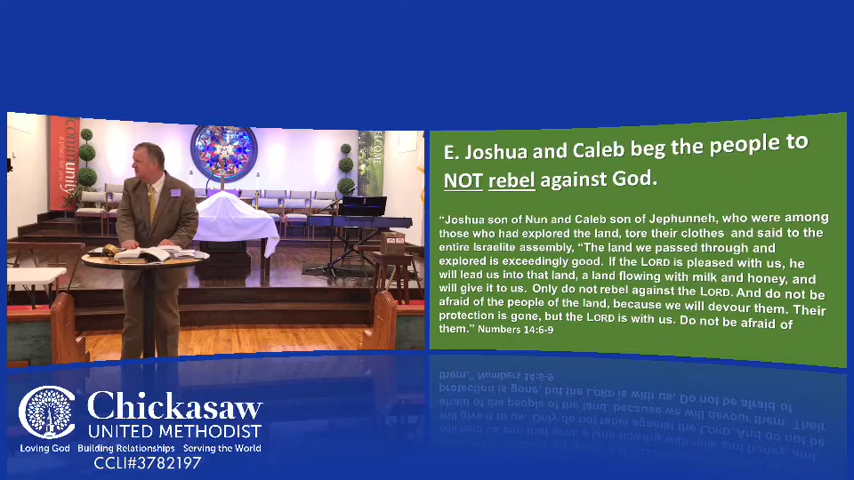 community
a place for you
WELCOME
E. Joshua and Caleb beg the people to
NOT rebel against God.
“Joshua son of Nun and Caleb son of Jephunneh, who were among
those who had explored the land, tore their clothes and said to the
entire Israelite assembly, “The land we passed through and
explored is exceedingly good. If the LORD is pleased with us, he
will lead us into that land, a land flowing with milk and honey, and
will give it to us. Only do not rebel against the LORD. And do not be
afraid of the people of the land, because we will devour them. Their
protection is gone, but the LORD is with us. Do not be afraid of
them.” Numbers 14:6-9
Chickasaw
UNITED METHODIST
Loving God Building Relationships Serving the World
CCLI#3782197